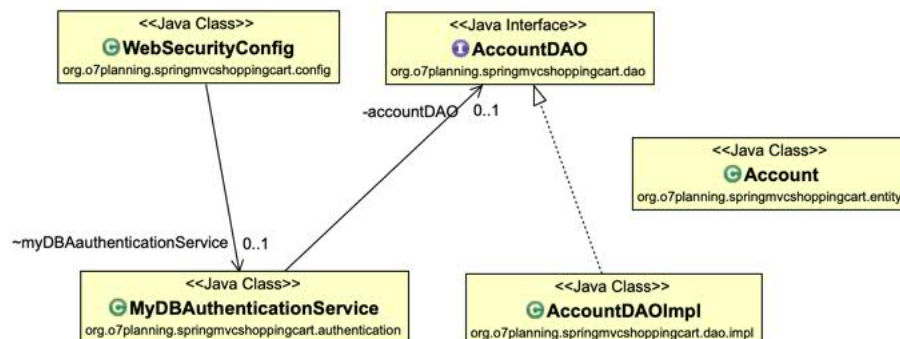 <<Java Class>>
WebSecurityConfig
org.o7planning.springmvcshoppingcart.config
<<Java Interface>>
AccountDAO
org.o7planning.springmvcshoppingcart.dao
-accountDAO 0..1
<<Java Class>>
Account
org.o7planning.springmvcshoppingcart.entity
~myDBAauthenticationService 0..1
<<Java Class>>
MyDBAuthenticationService
org.o7planning.springmvcshoppingcart.authentication
<<Java Class>>
AccountDAOImpl
org.o7planning.springmvcshoppingcart.dao.impl